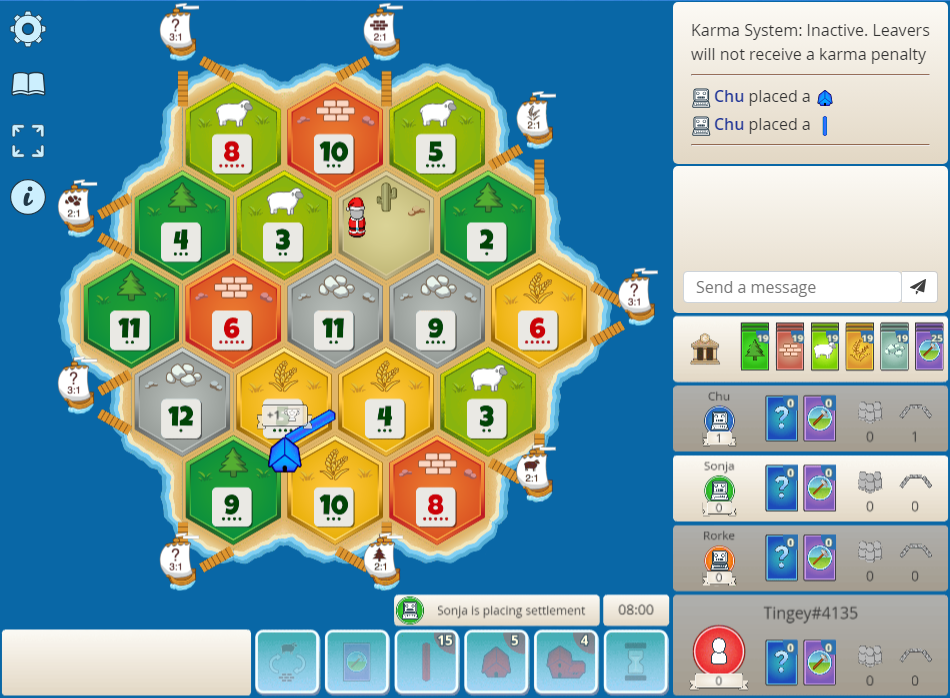 Karma System: Inactive. Leavers
will not receive a karma penalty
Chu placed a
Chu placed a
Send a message
19 19 19 19 19 25
Chu
1
0 0
0 1
Sonja
0
0 0
0 0
Rorke
0
0 0
0 0
Tingey#4135
0
0 0
0 0
?
3:1
2:1
2:1
8 10 5
2:1
4 3 2
?
3:1
11 6 11 9 6
?
3:1
12 +1 4 3
9 10 8
2:1
?
3:1
2:1
i
Sonja is placing settlement 08:00
15 5 4